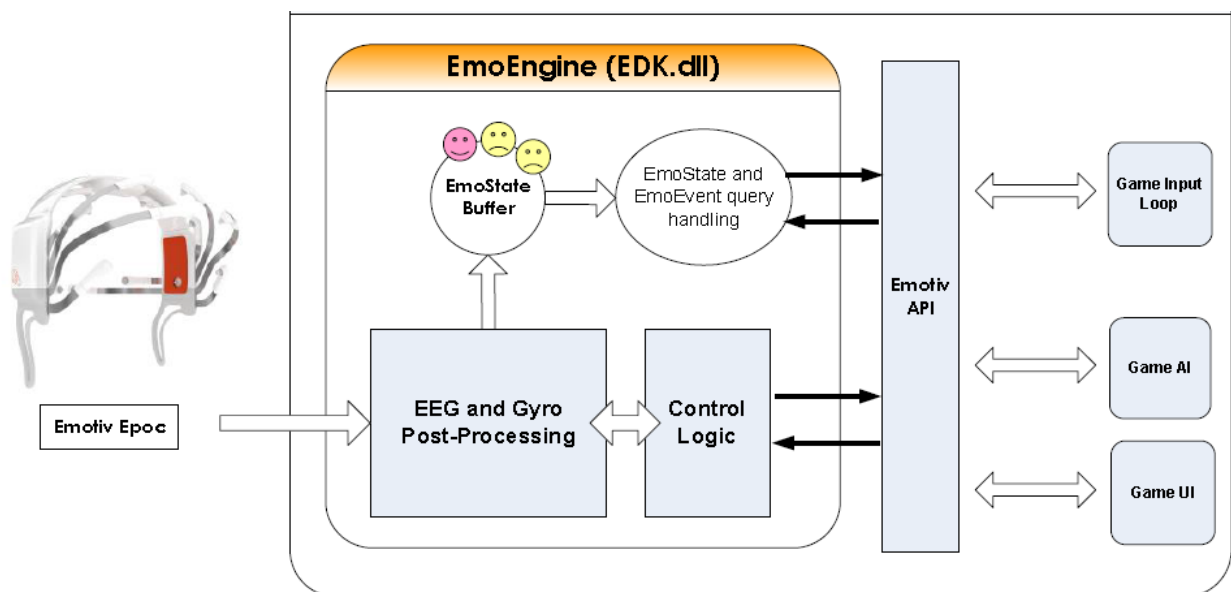 EmoEngine (EDK.dll)
EmoState
Buffer
EmoState and
EmoEvent query
handling
Emotiv
API
Game Input
Loop
Game AI
Game UI
Emotiv Epoc
EEG and Gyro
Post-Processing
Control
Logic